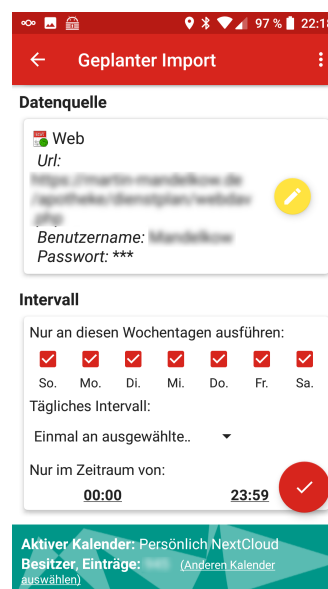 97 % 22:18
Geplanter Import
Datenquelle
Web
Url:
Benutzername:
Passwort: ***
Intervall
Nur an diesen Wochentagen ausführen:
So. Mo. Di. Mi. Do. Fr. Sa.
Tägliches Intervall:
Einmal an ausgewählte..
Nur im Zeitraum von:
00:00 23:59
Aktiver Kalender: Persönlich NextCloud
Besitzer, Einträge: (Anderen Kalender
auswählen)